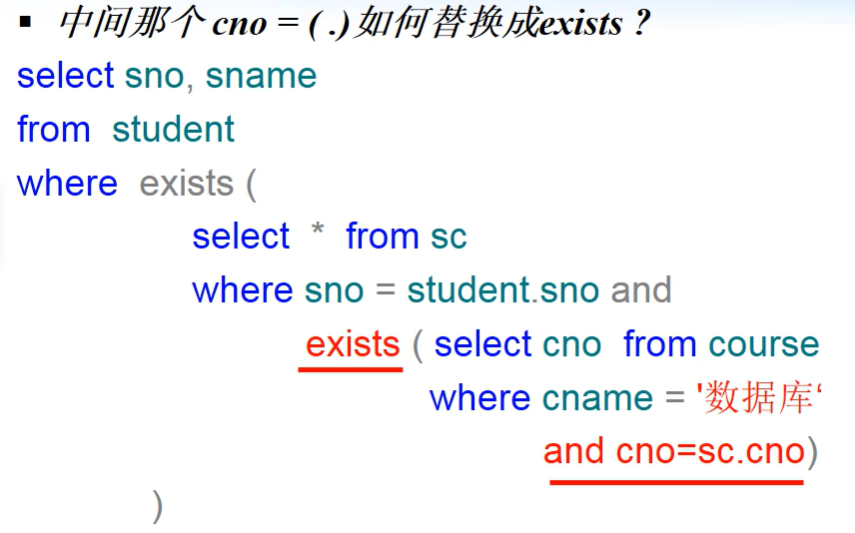 ▪ 中间那个 cno = ( .)如何替换成exists ?
select sno, sname
from student
where exists (
select * from sc
where sno = student.sno and
exists ( select cno from course
where cname = '数据库‘
and cno=sc.cno)
)